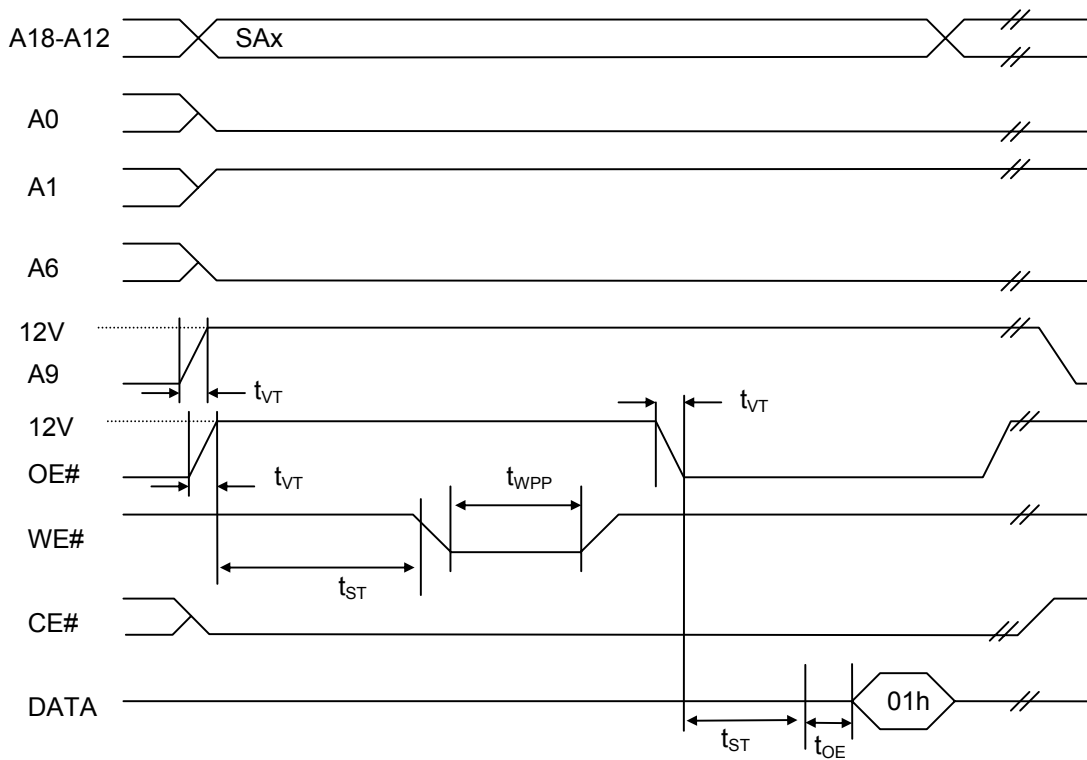 A18-A12 SAx
A0
A1
A6
12V
A9
tVT tVT
12V
OE#
tVT tWPP
WE#
tST
CE#
DATA 01h
tST tOE